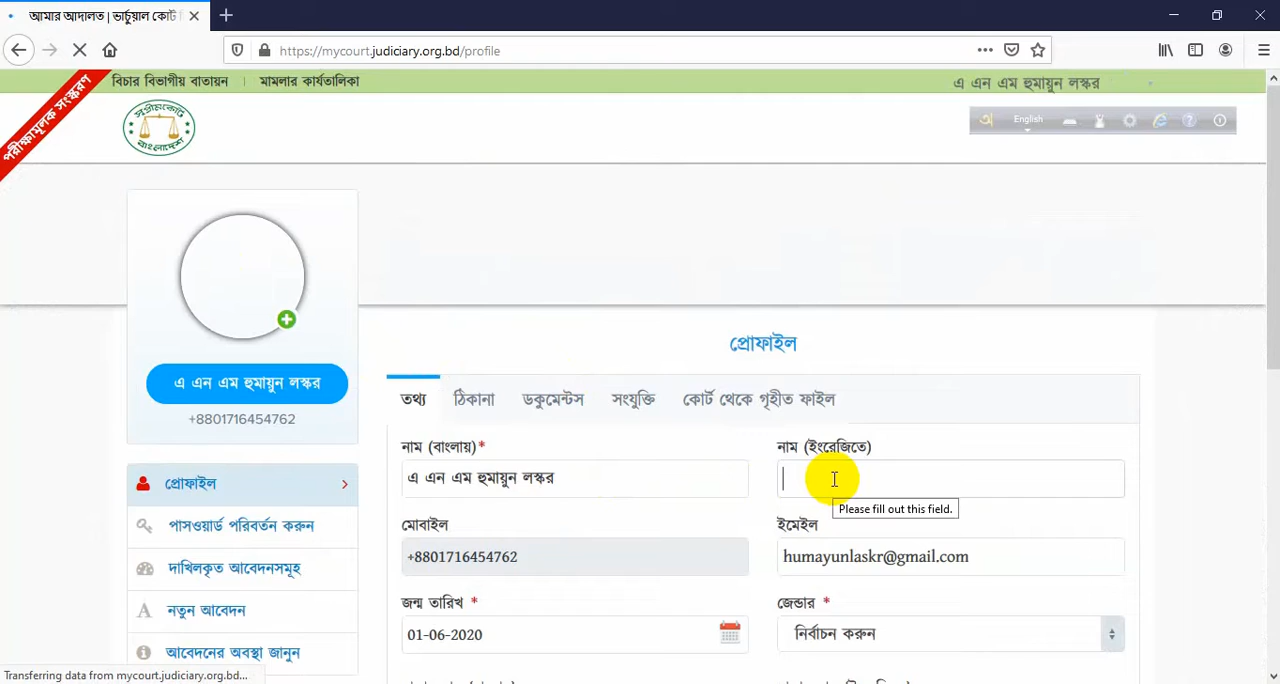 আমার আদালত | ভার্চুয়াল কোর্ট
https://mycourt.judiciary.org.bd/profile
বিচার বিভাগীয় বাতায়ন | মামলার কার্যতালিকা
এ এন এম হুমায়ুন লস্কর
পরীক্ষামূলক সংস্করণ
সুপ্রীমকোর্ট
বাংলাদেশ
অ English
এ এন এম হুমায়ুন লস্কর
+8801716454762
প্রোফাইল
পাসওয়ার্ড পরিবর্তন করুন
দাখিলকৃত আবেদনসমূহ
নতুন আবেদন
আবেদনের অবস্থা জানুন
প্রোফাইল
তথ্য ঠিকানা ডকুমেন্টস সংযুক্তি কোর্ট থেকে গৃহীত ফাইল
নাম (বাংলায়)* নাম (ইংরেজিতে)
এ এন এম হুমায়ুন লস্কর
Please fill out this field.
মোবাইল ইমেইল
+8801716454762 humayunlaskr@gmail.com
জন্ম তারিখ * জেন্ডার *
01-06-2020 নির্বাচন করুন
Transferring data from mycourt.judiciary.org.bd...